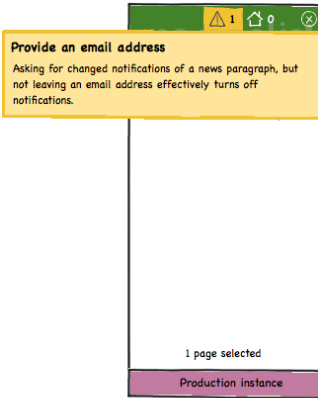 1 0
Provide an email address
Asking for changed notifications of a news paragraph, but
not leaving an email address effectively turns off
notifications.
1 page selected
Production instance